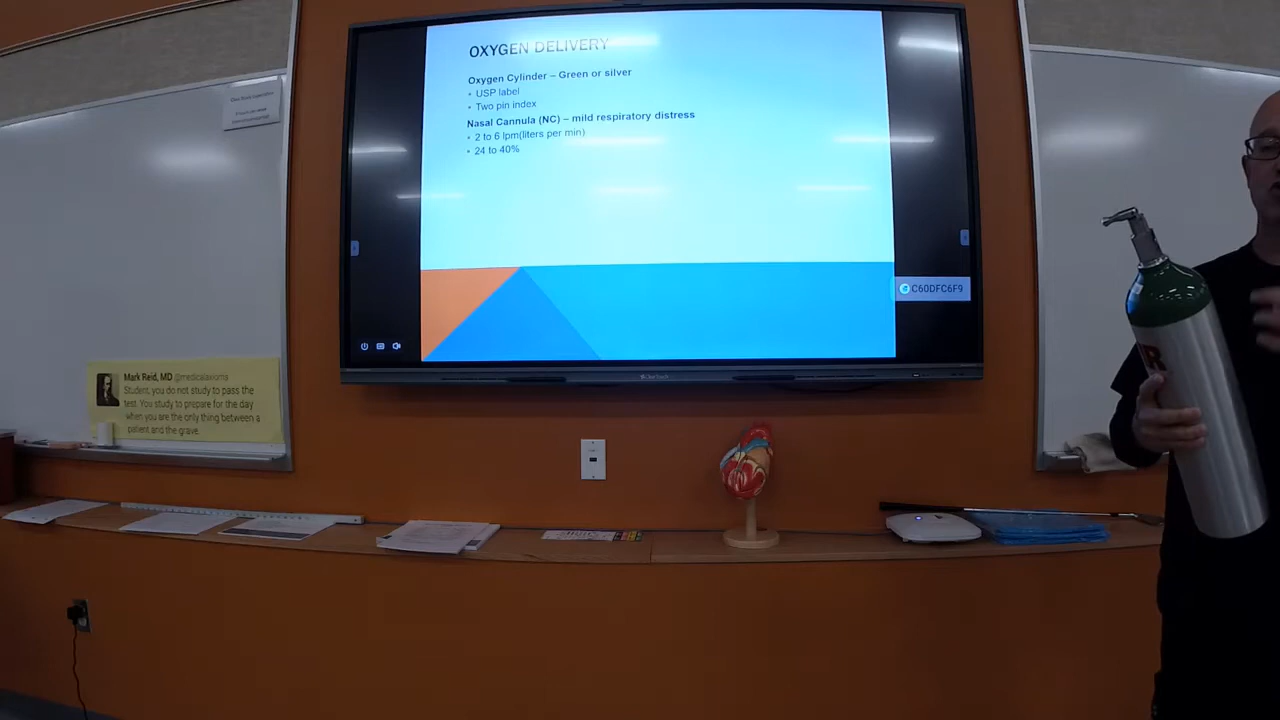 OXYGEN DELIVERY
Oxygen Cylinder – Green or silver
• USP label
• Two pin index
Nasal Cannula (NC) – mild respiratory distress
• 2 to 6 lpm(liters per min)
• 24 to 40%
C60DFC6F9
Mark Reid, MD @medicalaxioms
Student, you do not study to pass the
test. You study to prepare for the day
when you are the only thing between a
patient and the grave.